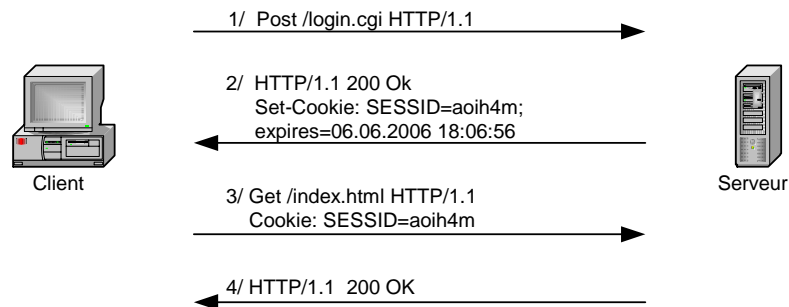 1/ Post /login.cgi HTTP/1.1
2/ HTTP/1.1 200 Ok
Set-Cookie: SESSID=aoih4m;
expires=06.06.2006 18:06:56
Client
Serveur
3/ Get /index.html HTTP/1.1
Cookie: SESSID=aoih4m
4/ HTTP/1.1 200 OK